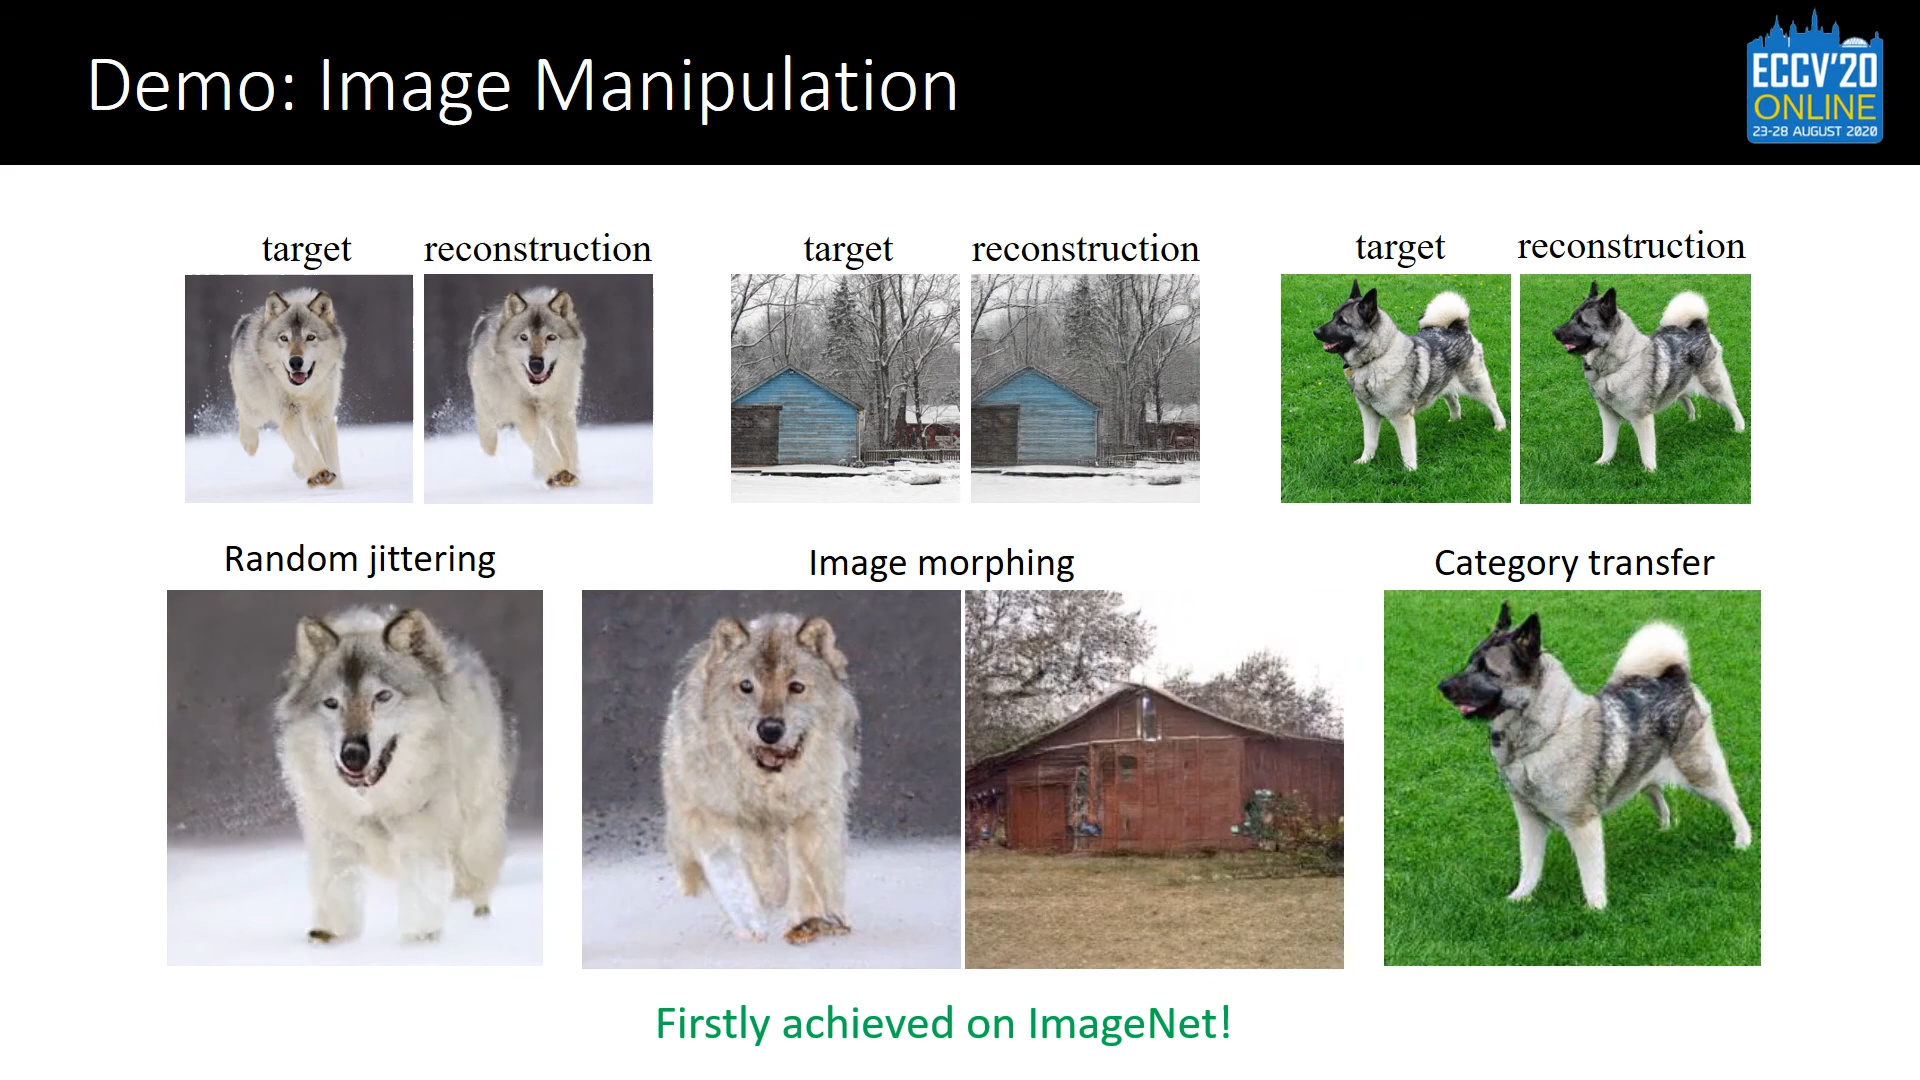 Demo: Image Manipulation
ECCV'20
ONLINE
23-28 AUGUST 2020
target reconstruction
target reconstruction
target reconstruction
Random jittering
Image morphing
Category transfer
Firstly achieved on ImageNet!